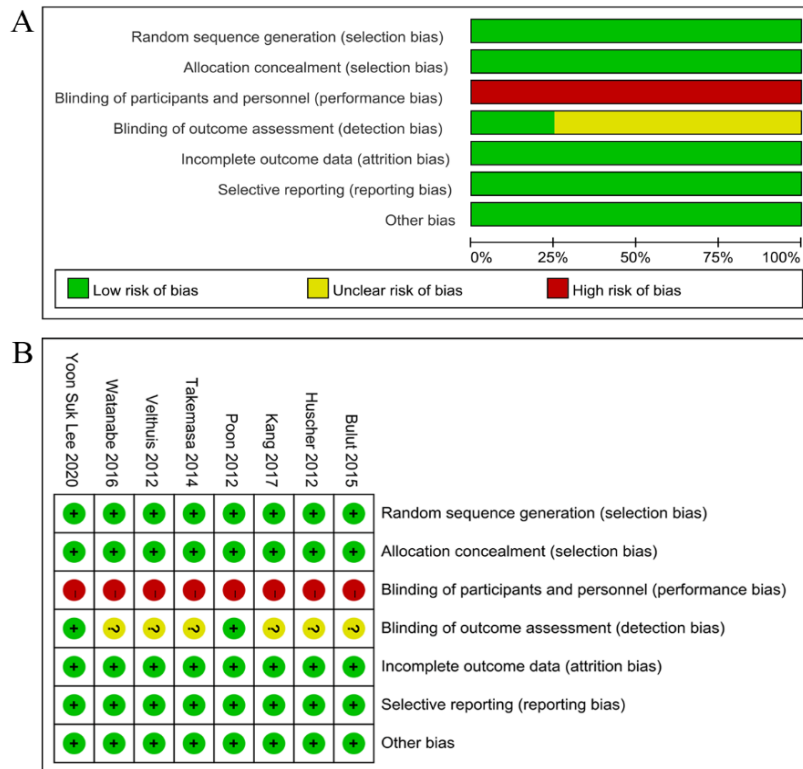 A
Random sequence generation (selection bias)
Allocation concealment (selection bias)
Blinding of participants and personnel (performance bias)
Blinding of outcome assessment (detection bias)
Incomplete outcome data (attrition bias)
Selective reporting (reporting bias)
Other bias
0% 25% 50% 75% 100%
Low risk of bias Unclear risk of bias High risk of bias
B
Yoon Suk Lee 2020
Watanabe 2016
Velthuis 2012
Takemasa 2014
Poon 2012
Kang 2017
Huscher 2012
Bulut 2015
+ + + + + + + + Random sequence generation (selection bias)
+ + + + + + + + Allocation concealment (selection bias)
– – – – – – – – Blinding of participants and personnel (performance bias)
+ ? ? ? + ? ? ? Blinding of outcome assessment (detection bias)
+ + + + + + + + Incomplete outcome data (attrition bias)
+ + + + + + + + Selective reporting (reporting bias)
+ + + + + + + + Other bias